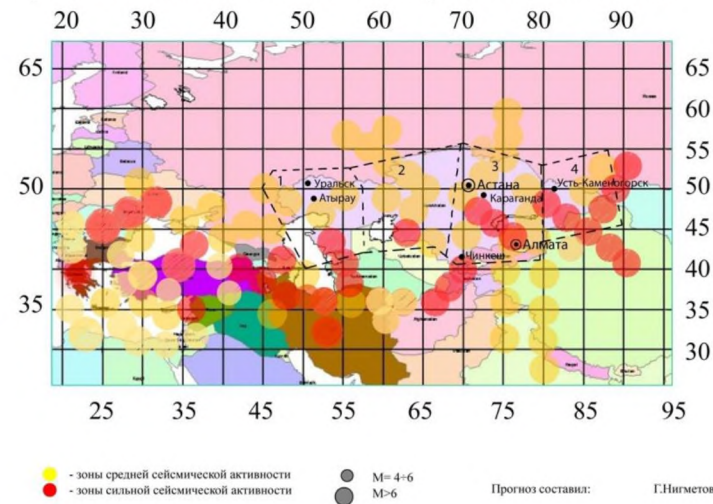 20 30 40 50 60 70 80 90
65 65
60
55
50 50
45
40
35 35
30
1 2 3 4
Уральск
Атырау
Астана
Караганда
Усть-Каменогорск
Алмата
Чинкеш
25 35 45 55 65 75 85 95
- зоны средней сейсмической активности
- зоны сильной сейсмической активности
М= 4÷6
М>6
Прогноз составил: Г.Нигметов